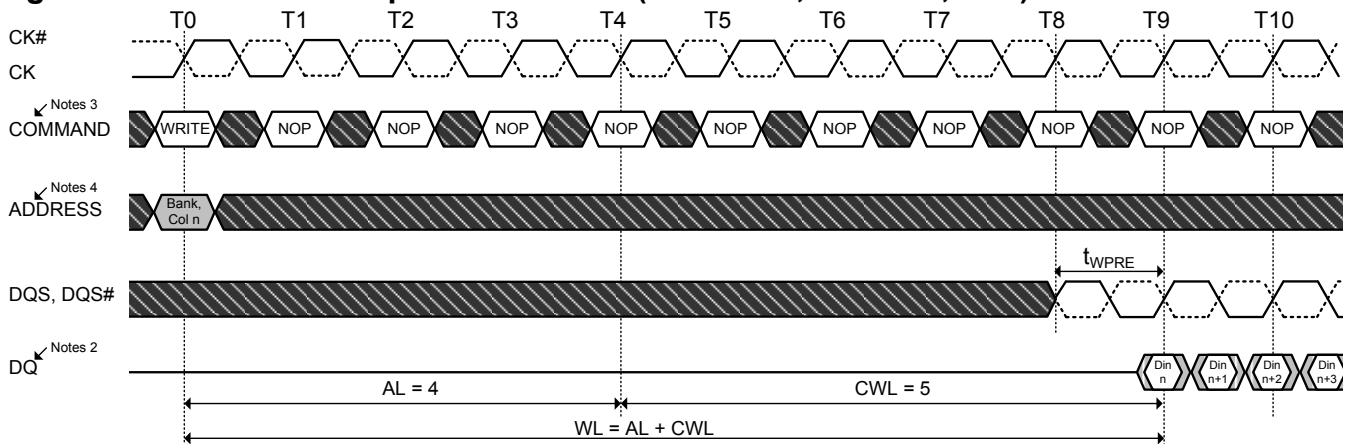 T0 T1 T2 T3 T4 T5 T6 T7 T8 T9 T10
CK#
CK
Notes 3
COMMAND WRITE NOP NOP NOP NOP NOP NOP NOP NOP NOP NOP
Notes 4
ADDRESS
Bank,
Col n
tWPRE
DQS, DQS#
Notes 2
DQ
Din Din Din Din
n n+1 n+2 n+3
AL = 4 CWL = 5
WL = AL + CWL